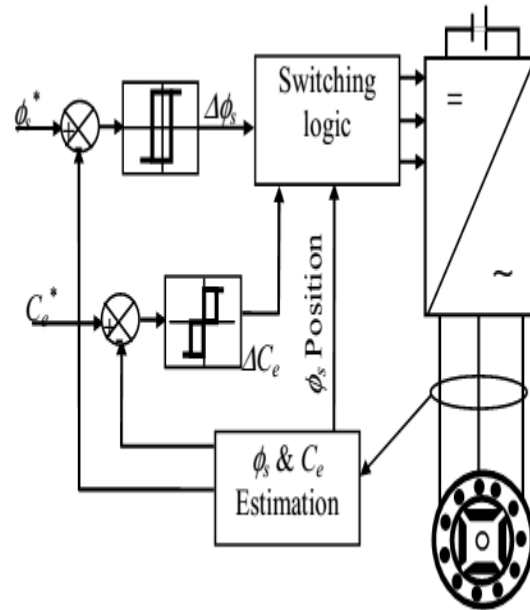 ϕs*
+
-
Δϕs
Switching
logic
=
~
Ce*
+
-
ΔCe
ϕs Position
ϕs & Ce
Estimation